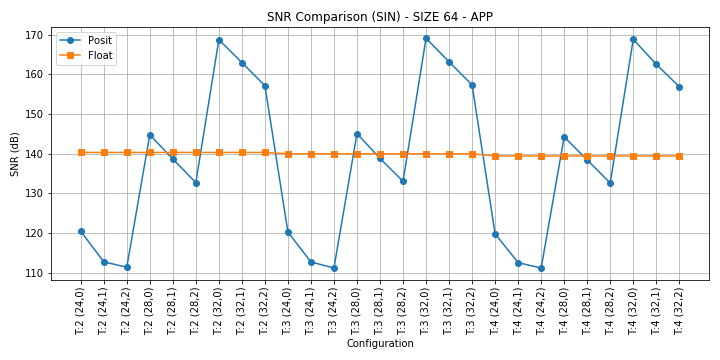 SNR Comparison (SIN) - SIZE 64 - APP
Posit
Float
SNR (dB)
170
160
150
140
130
120
110
T:2 (24,0)
T:2 (24,1)
T:2 (24,2)
T:2 (28,0)
T:2 (28,1)
T:2 (28,2)
T:2 (32,0)
T:2 (32,1)
T:2 (32,2)
T:3 (24,0)
T:3 (24,1)
T:3 (24,2)
T:3 (28,0)
T:3 (28,1)
T:3 (28,2)
T:3 (32,0)
T:3 (32,1)
T:3 (32,2)
T:4 (24,0)
T:4 (24,1)
T:4 (24,2)
T:4 (28,0)
T:4 (28,1)
T:4 (28,2)
T:4 (32,0)
T:4 (32,1)
T:4 (32,2)
Configuration